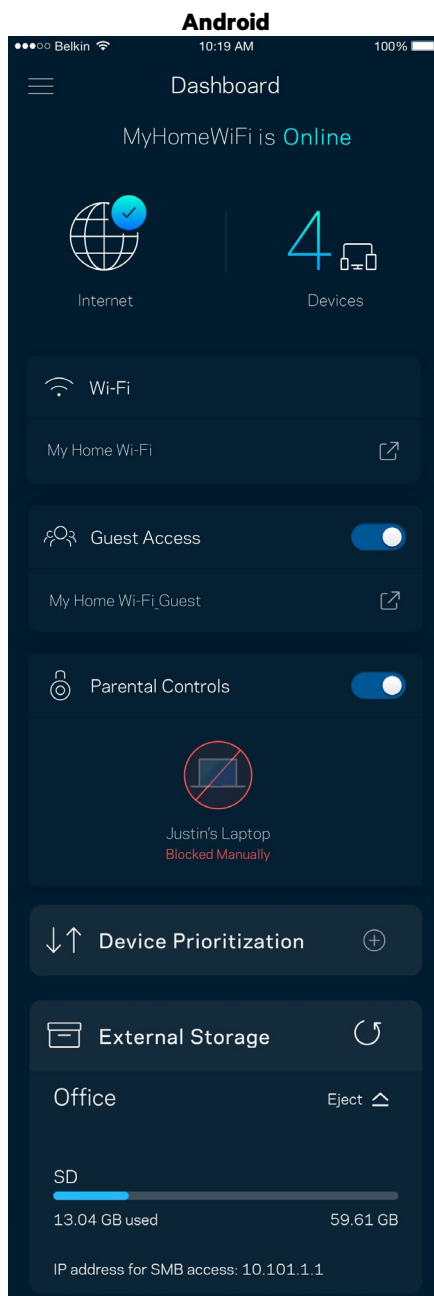 Android
Belkin 10:19 AM 100%
Dashboard
MyHomeWiFi is Online
4
Internet Devices
Wi-Fi
My Home Wi-Fi
Guest Access
My Home Wi-Fi_Guest
Parental Controls
Justin's Laptop
Blocked Manually
Device Prioritization
External Storage
Office Eject
SD
13.04 GB used 59.61 GB
IP address for SMB access: 10.101.1.1